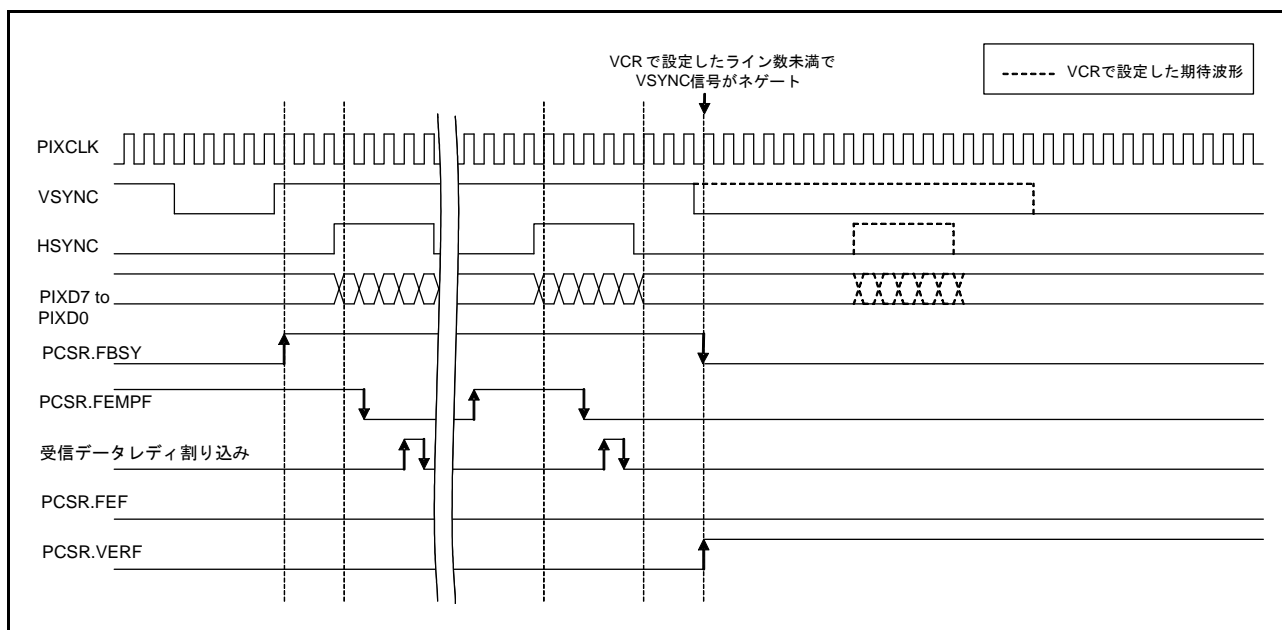 VCR で設定したライン数未満で
VSYNC信号がネゲート
VCRで設定した期待波形
PIXCLK
VSYNC
HSYNC
PIXD7 to
PIXD0
PCSR.FBSY
PCSR.FEMPF
受信データレディ割り込み
PCSR.FEF
PCSR.VERF